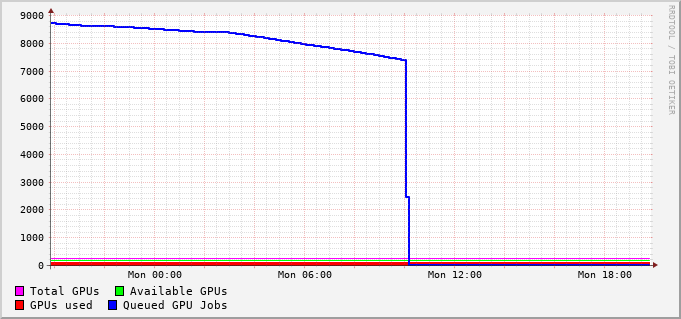 9000
8000
7000
6000
5000
4000
3000
2000
1000
0
Mon 00:00 Mon 06:00 Mon 12:00 Mon 18:00
Total GPUs Available GPUs
GPUs used Queued GPU Jobs
RRDTOOL / TOBI OETIKER